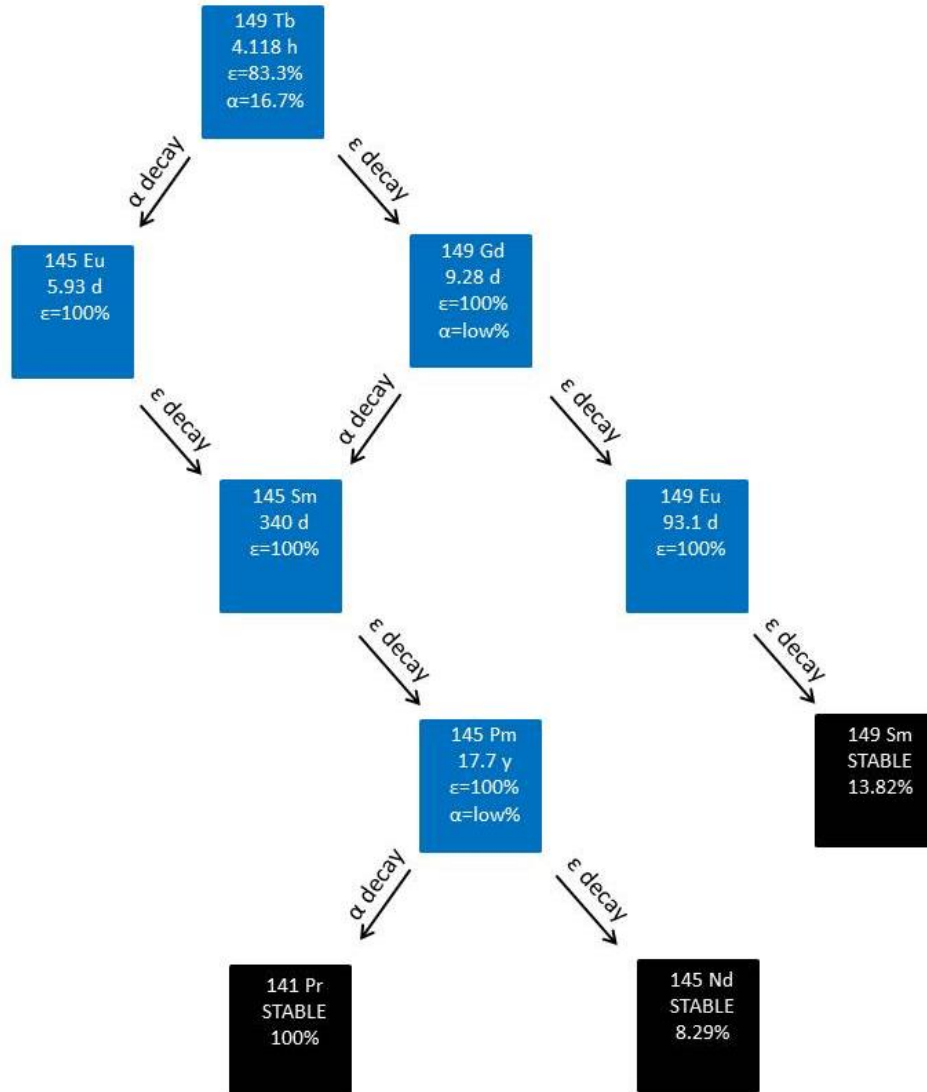 149 Tb
4.118 h
ε=83.3%
α=16.7%
α decay
ε decay
145 Eu
5.93 d
ε=100%
149 Gd
9.28 d
ε=100%
α=low%
ε decay
α decay
ε decay
145 Sm
340 d
ε=100%
149 Eu
93.1 d
ε=100%
ε decay
ε decay
145 Pm
17.7 y
ε=100%
α=low%
149 Sm
STABLE
13.82%
α decay
ε decay
141 Pr
STABLE
100%
145 Nd
STABLE
8.29%